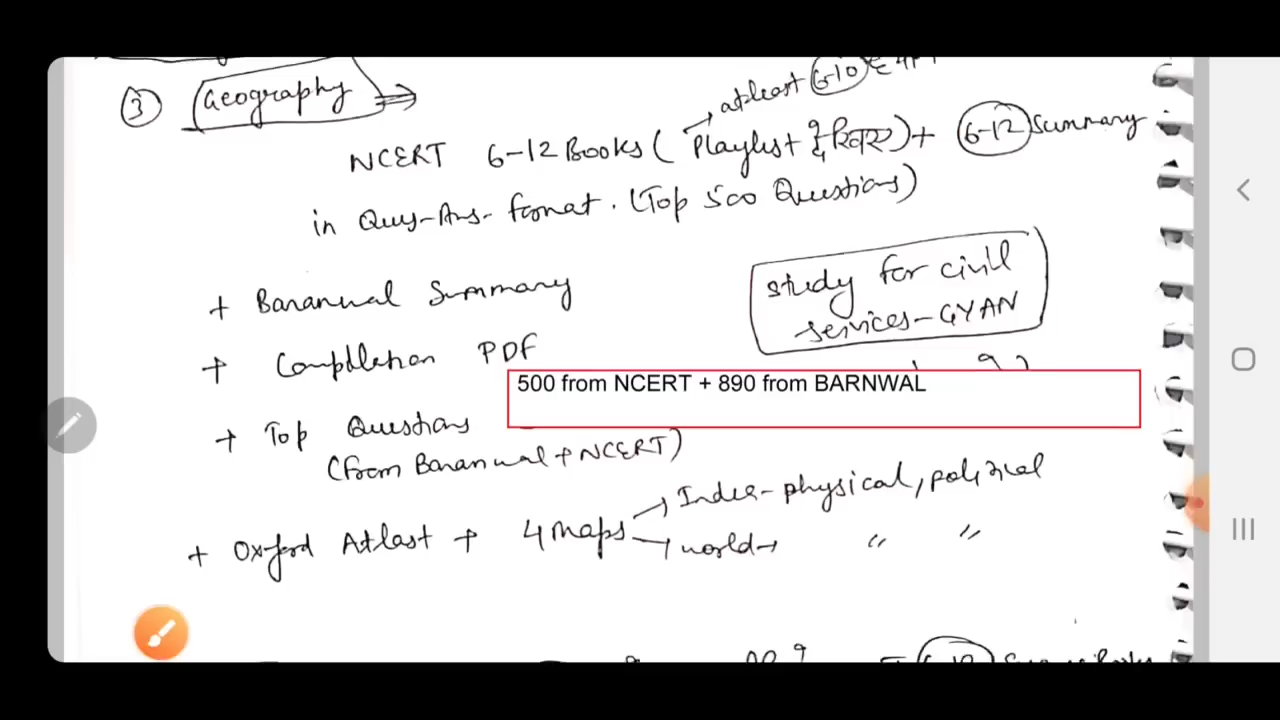 atleast 6-10
③ Geography ⇒
NCERT 6-12 Books ( Playlist + ) + 6-12 Summary
in Ques-Ans- format. (Top 500 Questions)
+ Baranwal Summary
study for civil
services - GYAN
+ Compilation PDF
500 from NCERT + 890 from BARNWAL
+ Top Questions
(from Baranwal + NCERT)
+ Oxford Atlast + 4 maps → India - physical, political
→ world → " "